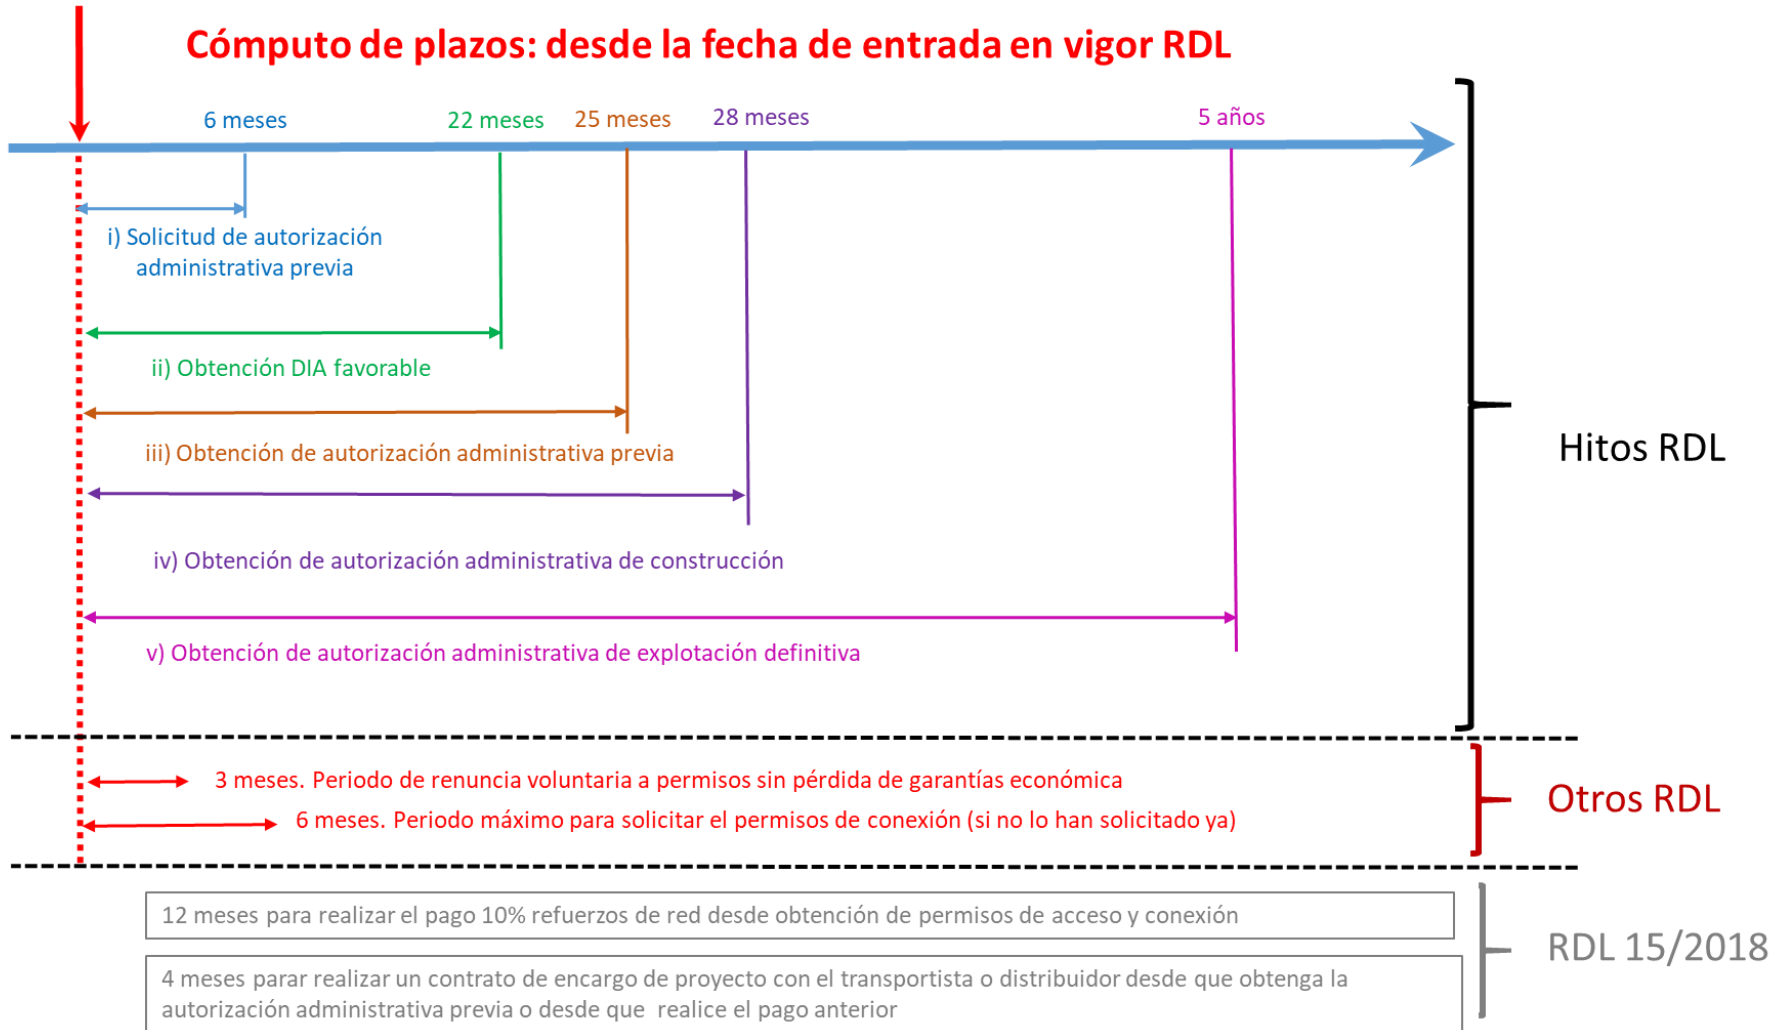 Cómputo de plazos: desde la fecha de entrada en vigor RDL
6 meses
22 meses
25 meses
28 meses
5 años
i) Solicitud de autorización
administrativa previa
ii) Obtención DIA favorable
iii) Obtención de autorización administrativa previa
iv) Obtención de autorización administrativa de construcción
v) Obtención de autorización administrativa de explotación definitiva
Hitos RDL
3 meses. Periodo de renuncia voluntaria a permisos sin pérdida de garantías económica
6 meses. Periodo máximo para solicitar el permisos de conexión (si no lo han solicitado ya)
Otros RDL
12 meses para realizar el pago 10% refuerzos de red desde obtención de permisos de acceso y conexión
4 meses parar realizar un contrato de encargo de proyecto con el transportista o distribuidor desde que obtenga la
autorización administrativa previa o desde que realice el pago anterior
RDL 15/2018